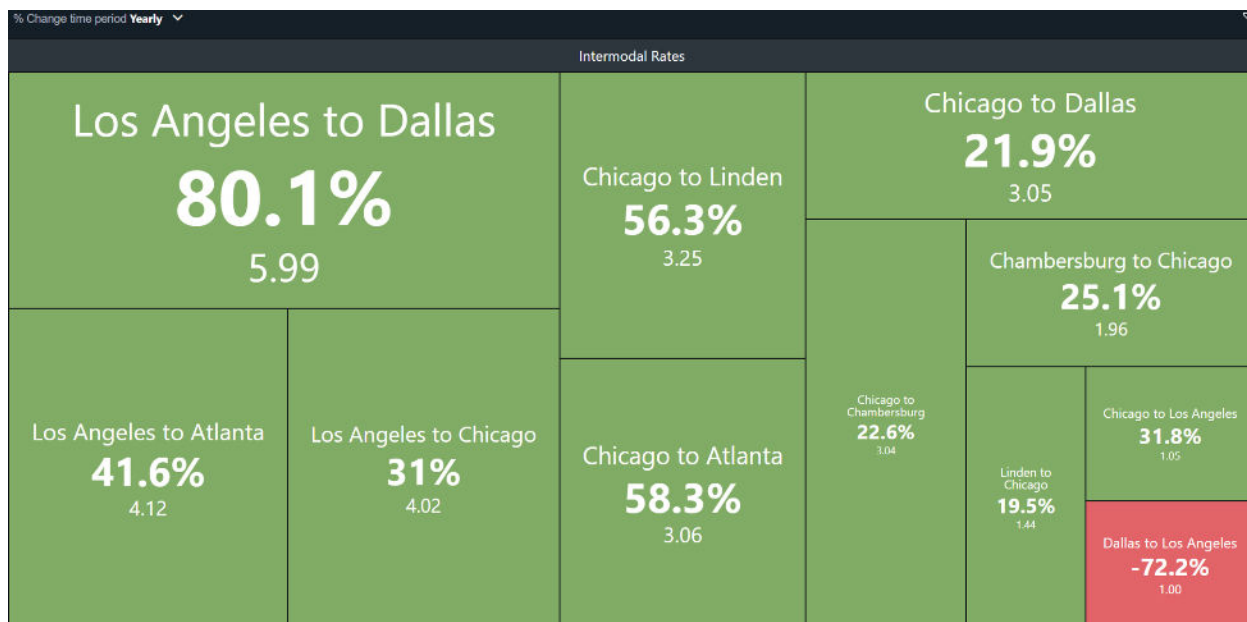 % Change time period Yearly
Intermodal Rates
Los Angeles to Dallas
80.1%
5.99
Los Angeles to Atlanta
41.6%
4.12
Los Angeles to Chicago
31%
4.02
Chicago to Linden
56.3%
3.25
Chicago to Atlanta
58.3%
3.06
Chicago to Dallas
21.9%
3.05
Chicago to
Chambersburg
22.6%
3.04
Chambersburg to Chicago
25.1%
1.96
Linden to
Chicago
19.5%
1.44
Chicago to Los Angeles
31.8%
1.05
Dallas to Los Angeles
-72.2%
1.00